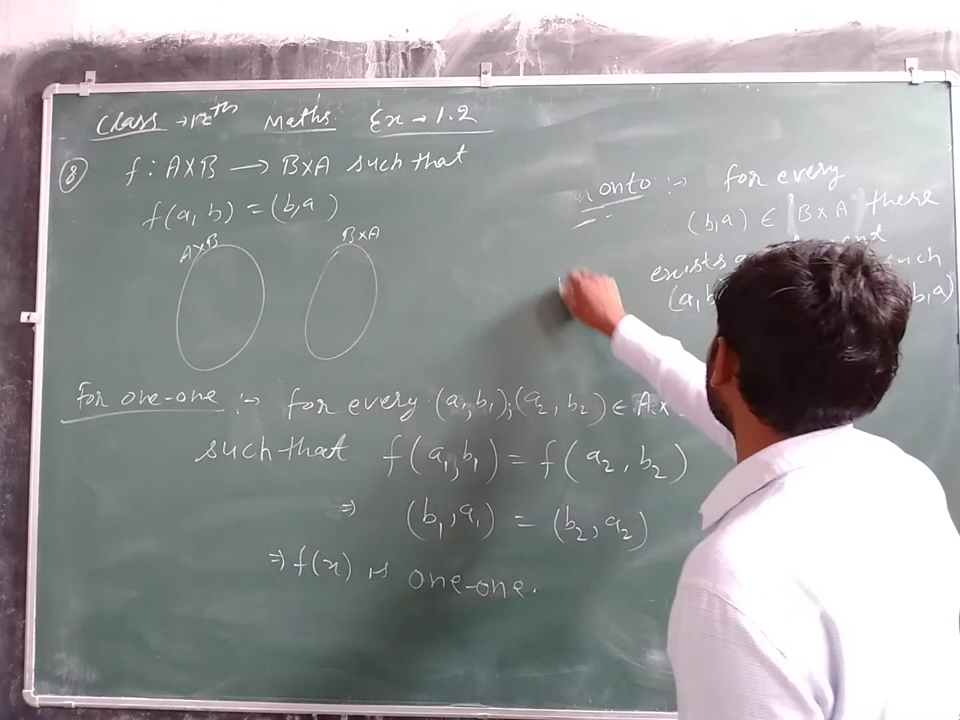 Class → 12th Maths Ex → 1.2
⑧ f : A×B → B×A such that
f(a, b) = (b, a)
A×B B×A
For one-one :- for every (a₁, b₁), (a₂, b₂) ∈ A×
such that f(a₁, b₁) = f(a₂, b₂)
⇒ (b₁, a₁) = (b₂, a₂)
⇒ f(x) is one-one.
onto :- for every
(b, a) ∈ B×A there
exists such
(a, b b, a)